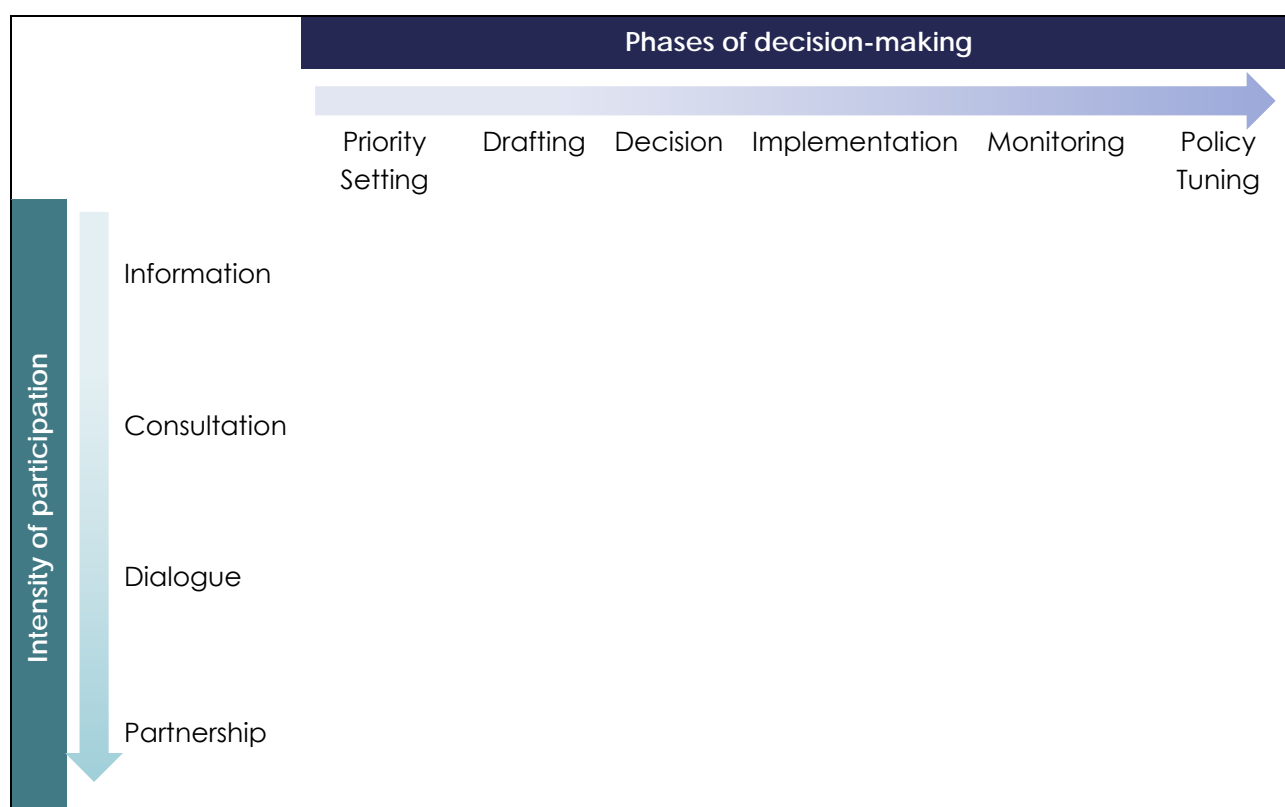 Phases of decision-making
Priority Setting
Drafting
Decision
Implementation
Monitoring
Policy Tuning
Intensity of participation
Information
Consultation
Dialogue
Partnership